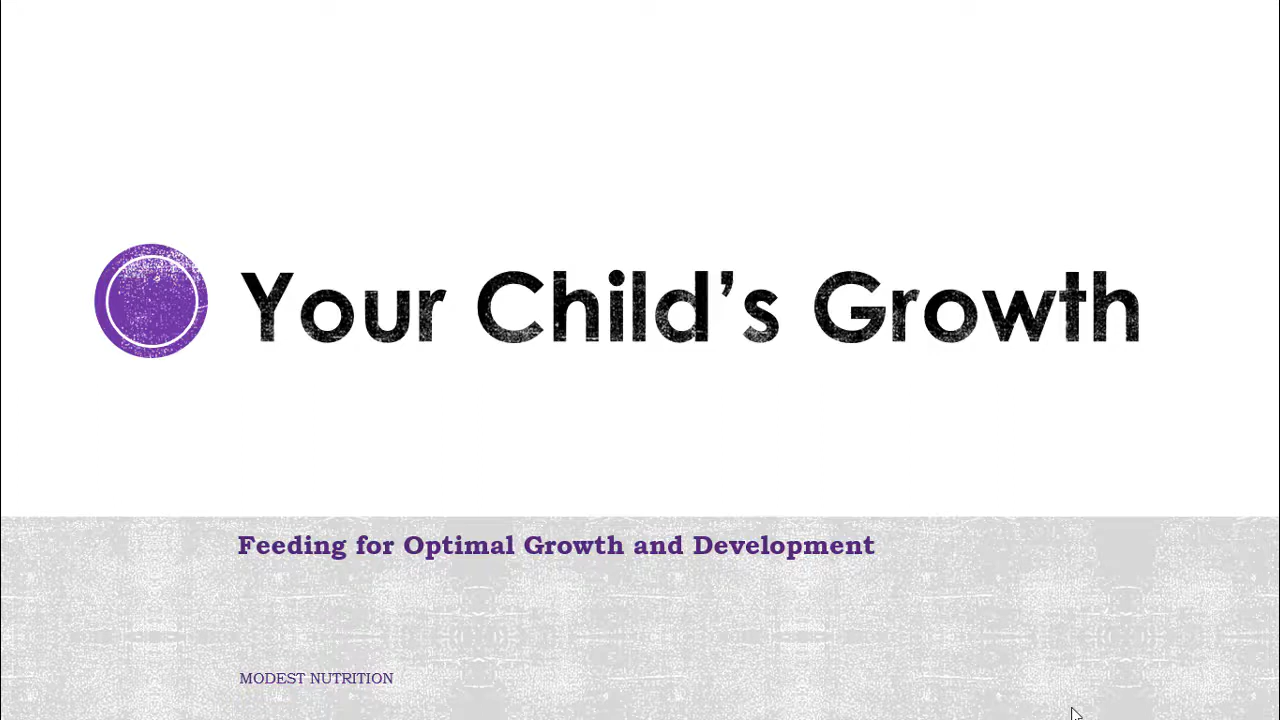 Your Child’s Growth
Feeding for Optimal Growth and Development
MODEST NUTRITION